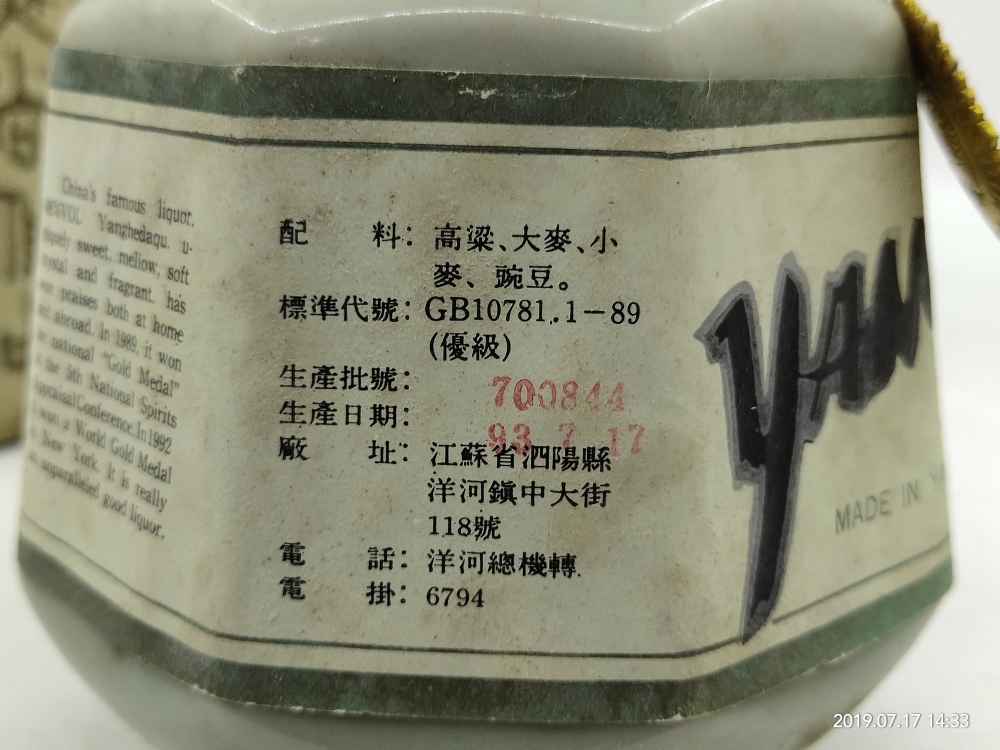 China's famous liquor,
Yanghedaqu, u-
sweet, mellow, soft
and fragrant, has
praises both at home
abroad. In 1989, it won
national "Gold Medal"
the 5th National Spirits
Appraisal Conference. In 1992
a World Gold Medal
New York. It is really
unparalleled good liquor.
配 料：高梁、大麥、小
麥、豌豆。
標準代號：GB10781.1－89
(優級)
生產批號：700844
生產日期：93 7 17
廠 址：江蘇省泗陽縣
洋河鎮中大街
118號
電 話：洋河總機轉
電 掛：6794
YAN
MADE IN
2019.07.17 14:33